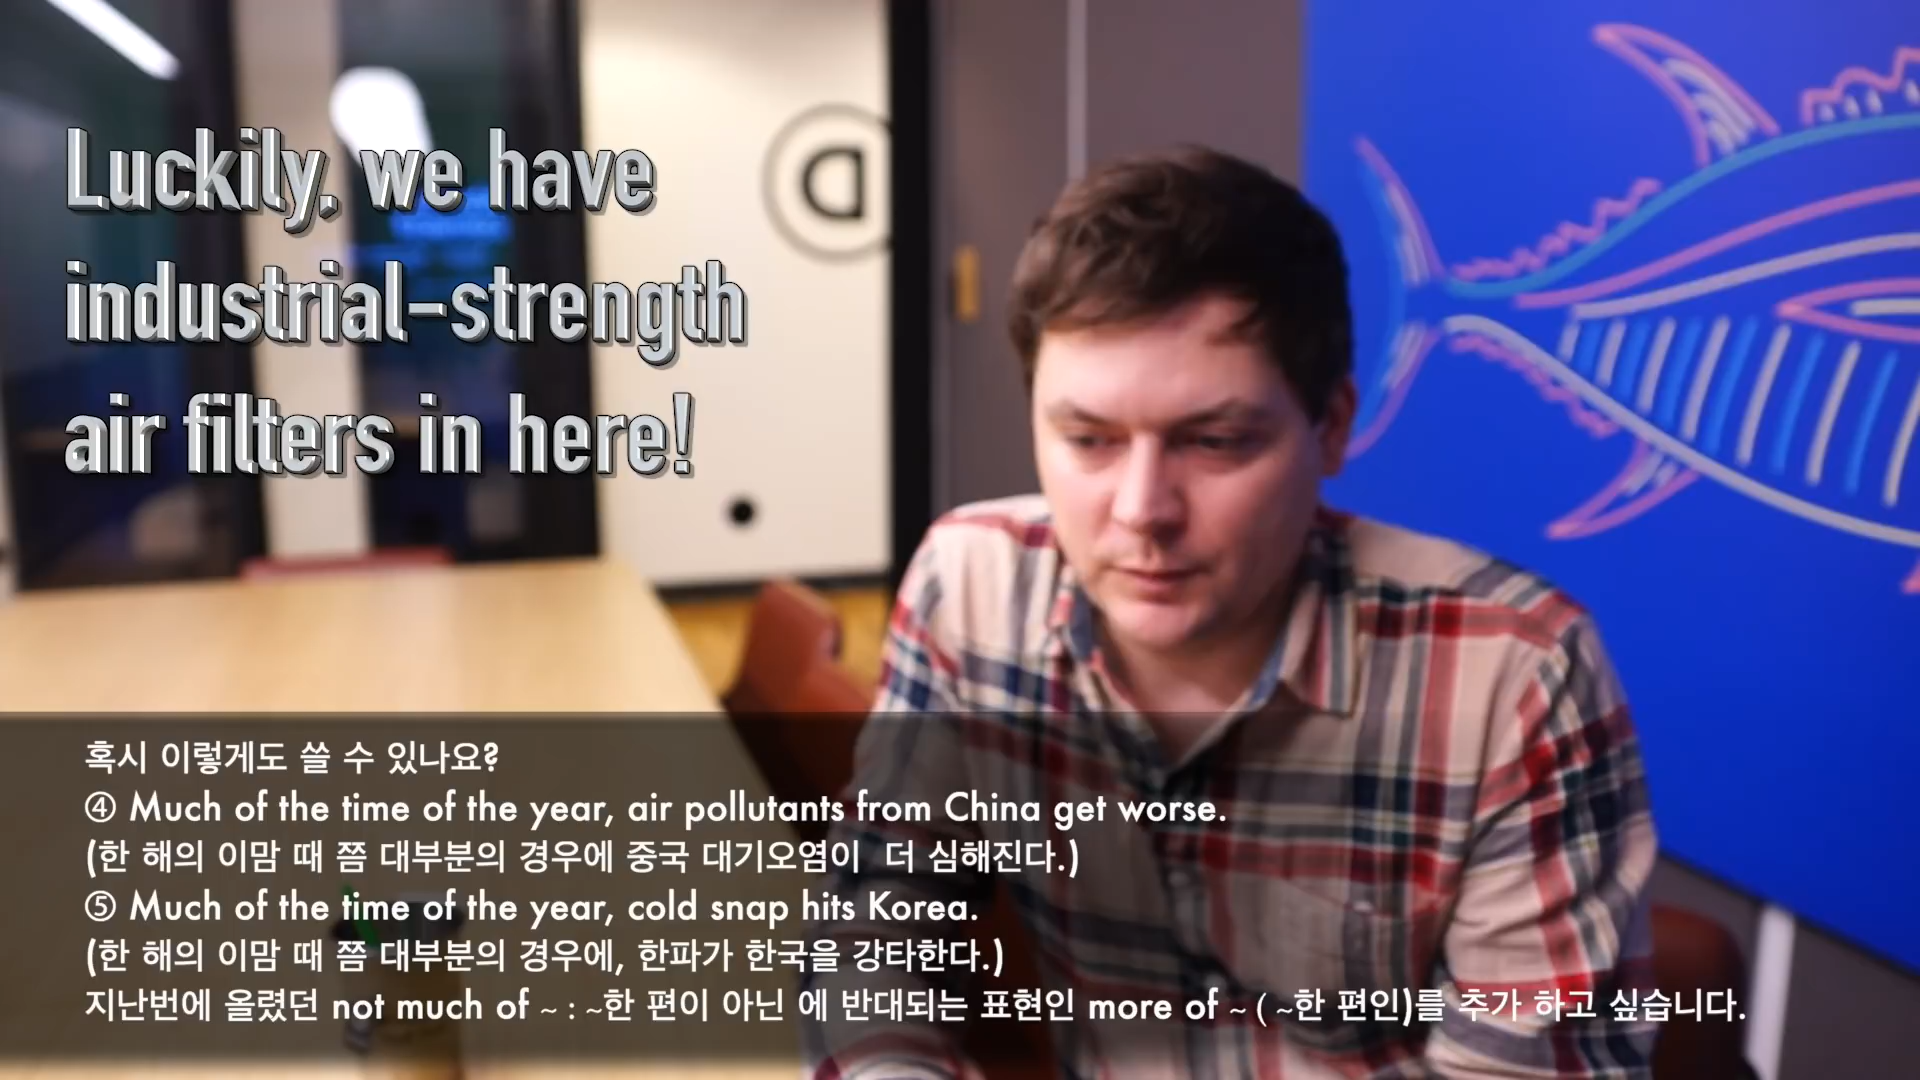 Luckily, we have
industrial-strength
air filters in here!
혹시 이렇게도 쓸 수 있나요?
④ Much of the time of the year, air pollutants from China get worse.
(한 해의 이맘 때 쯤 대부분의 경우에 중국 대기오염이 더 심해진다.)
⑤ Much of the time of the year, cold snap hits Korea.
(한 해의 이맘 때 쯤 대부분의 경우에, 한파가 한국을 강타한다.)
지난번에 올렸던 not much of ~ : ~한 편이 아닌 에 반대되는 표현인 more of ~ ( ~한 편인)를 추가 하고 싶습니다.